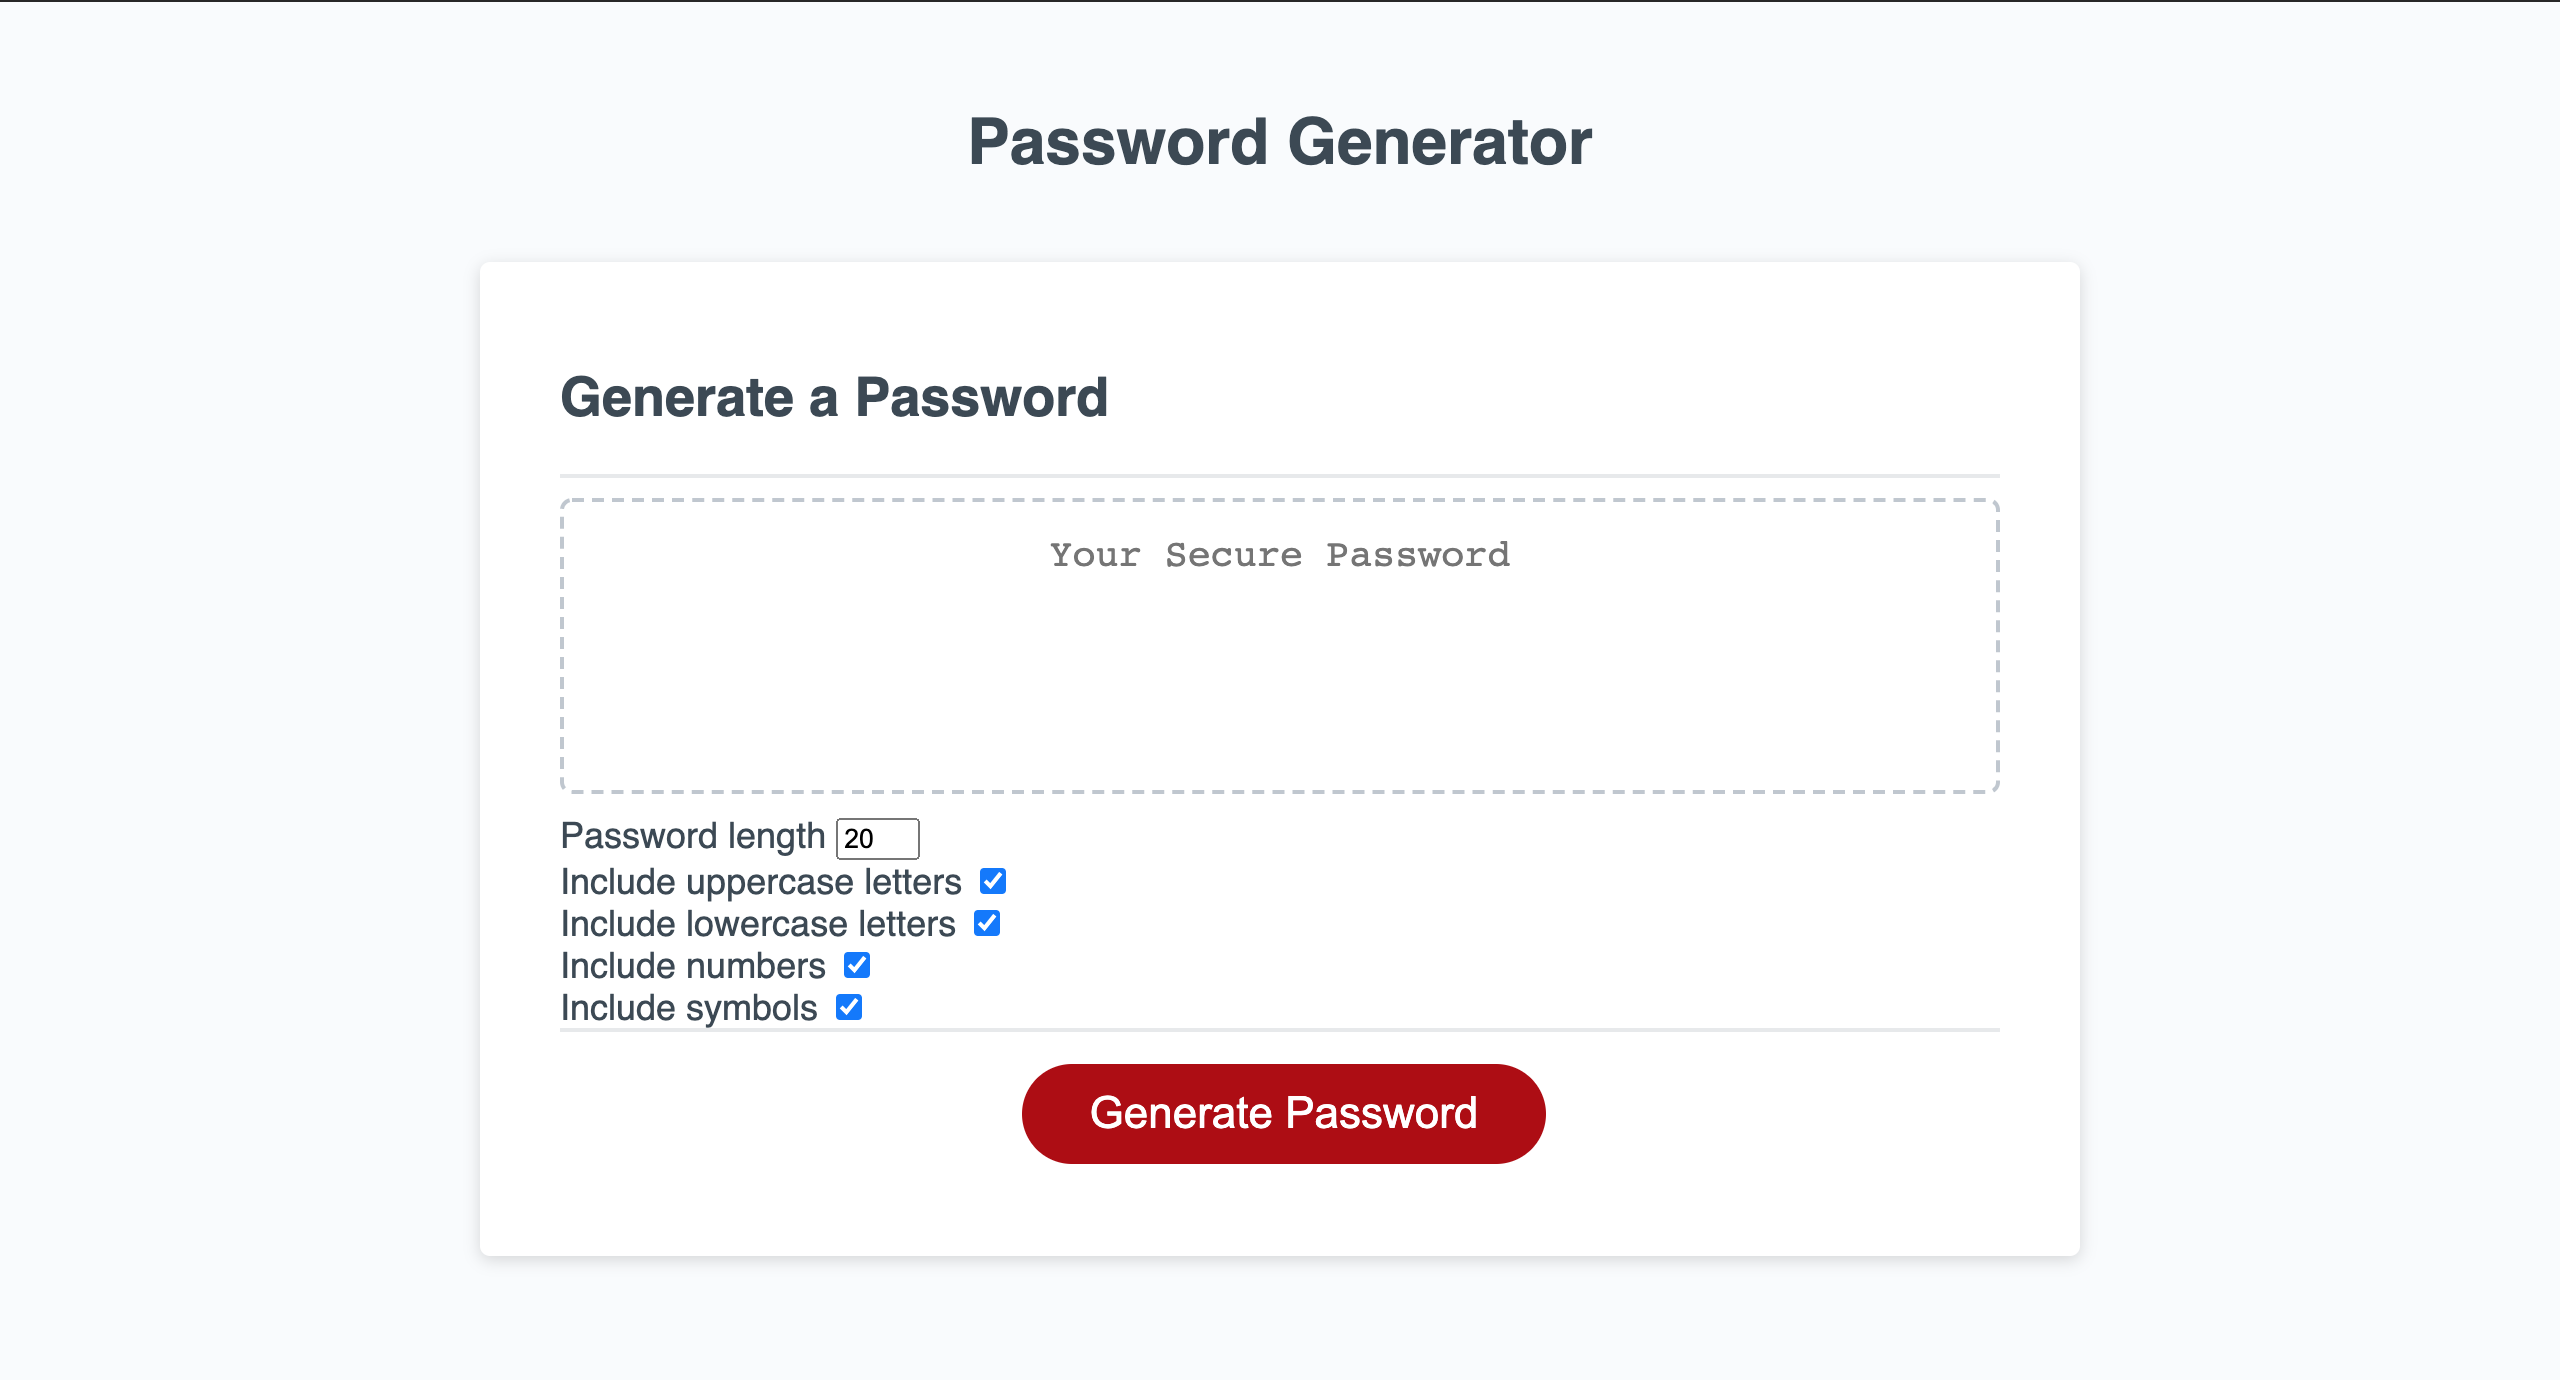 Password Generator
Generate a Password
Your Secure Password
Password length 20
Include uppercase letters
Include lowercase letters
Include numbers
Include symbols
Generate Password